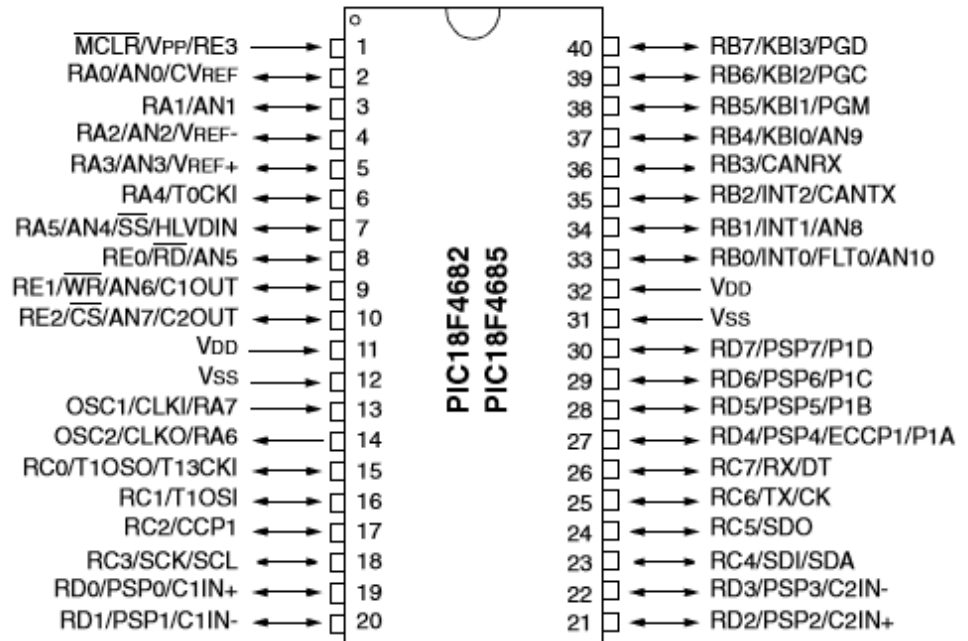 MCLR/VPP/RE3 1
RA0/AN0/CVREF 2
RA1/AN1 3
RA2/AN2/VREF- 4
RA3/AN3/VREF+ 5
RA4/T0CKI 6
RA5/AN4/SS/HLVDIN 7
RE0/RD/AN5 8
RE1/WR/AN6/C1OUT 9
RE2/CS/AN7/C2OUT 10
VDD 11
VSS 12
OSC1/CLKI/RA7 13
OSC2/CLKO/RA6 14
RC0/T1OSO/T13CKI 15
RC1/T1OSI 16
RC2/CCP1 17
RC3/SCK/SCL 18
RD0/PSP0/C1IN+ 19
RD1/PSP1/C1IN- 20
PIC18F4682
PIC18F4685
40 RB7/KBI3/PGD
39 RB6/KBI2/PGC
38 RB5/KBI1/PGM
37 RB4/KBI0/AN9
36 RB3/CANRX
35 RB2/INT2/CANTX
34 RB1/INT1/AN8
33 RB0/INT0/FLT0/AN10
32 VDD
31 VSS
30 RD7/PSP7/P1D
29 RD6/PSP6/P1C
28 RD5/PSP5/P1B
27 RD4/PSP4/ECCP1/P1A
26 RC7/RX/DT
25 RC6/TX/CK
24 RC5/SDO
23 RC4/SDI/SDA
22 RD3/PSP3/C2IN-
21 RD2/PSP2/C2IN+